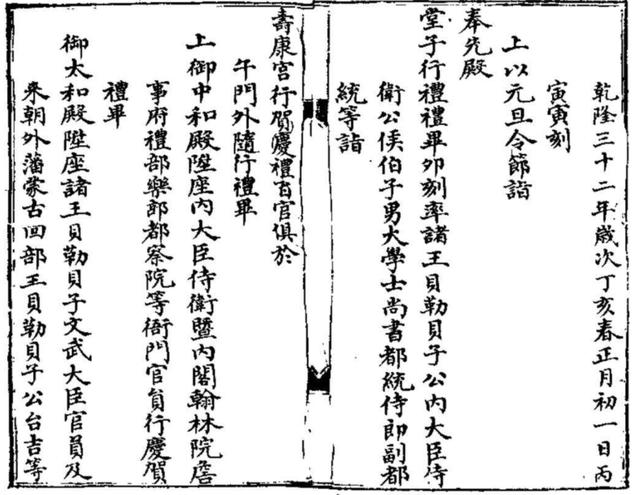 乾隆三十二年歲次丁亥春正月初一日丙
寅寅刻
上以元旦令節詣
奉先殿
堂子行禮禮畢卯刻率諸王貝勒貝子公內大臣侍
衛公侯伯子男大學士尚書都統侍郎副都
統等詣
壽康宮行賀慶禮百官俱於
午門外隨行禮畢
上御中和殿陞座內大臣侍衛暨內閣翰林院詹
事府禮部樂部都察院等衙門官員行慶賀
禮畢
御太和殿陞座諸王貝勒貝子文武大臣官員及
來朝外藩蒙古回部王貝勒貝子公台吉等